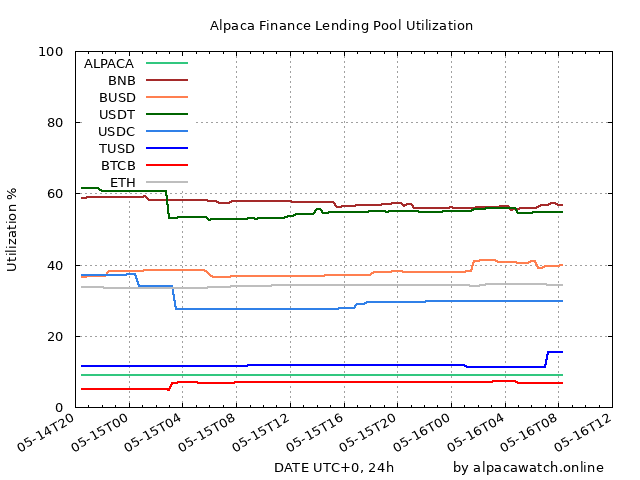 Alpaca Finance Lending Pool Utilization
Utilization %
100
80
60
40
20
0
ALPACA
BNB
BUSD
USDT
USDC
TUSD
BTCB
ETH
05-14T20
05-15T00
05-15T04
05-15T08
05-15T12
05-15T16
05-15T20
05-16T00
05-16T04
05-16T08
05-16T12
DATE UTC+0, 24h
by alpacawatch.online